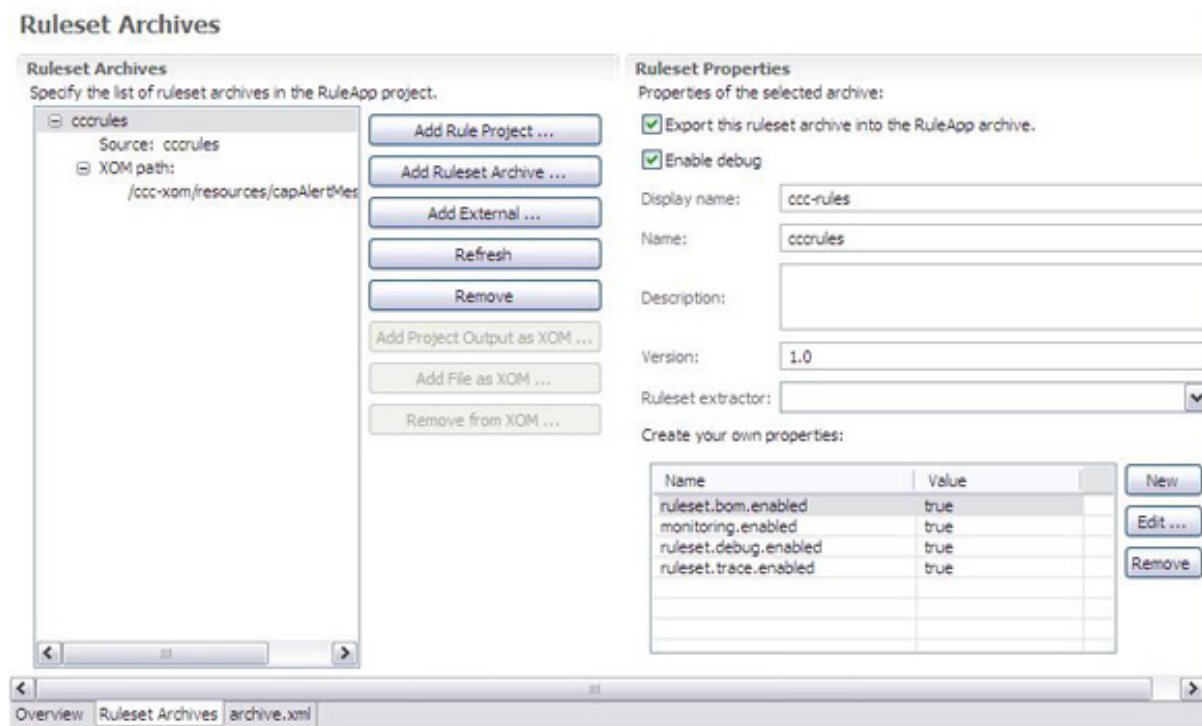 Ruleset Archives
Ruleset Archives
Specify the list of ruleset archives in the RuleApp project.
cccrules
Source: cccrules
XOM path:
/ccc-xom/resources/capAlertMes
Add Rule Project ...
Add Ruleset Archive ...
Add External ...
Refresh
Remove
Add Project Output as XOM ...
Add File as XOM ...
Remove from XOM ...
Ruleset Properties
Properties of the selected archive:
Export this ruleset archive into the RuleApp archive.
Enable debug
Display name: ccc-rules
Name: cccrules
Description:
Version: 1.0
Ruleset extractor:
Create your own properties:
Name Value
ruleset.bom.enabled true
monitoring.enabled true
ruleset.debug.enabled true
ruleset.trace.enabled true
New
Edit ...
Remove
Overview Ruleset Archives archive.xml